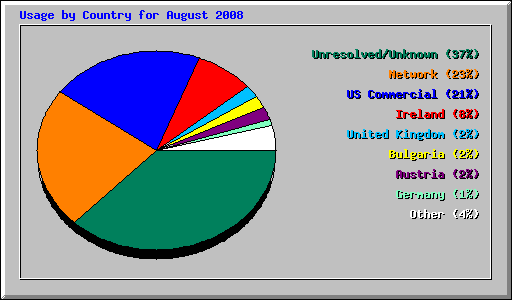 Usage by Country for August 2008
Unresolved/Unknown (37%)
Network (23%)
US Commercial (21%)
Ireland (8%)
United Kingdom (2%)
Bulgaria (2%)
Austria (2%)
Germany (1%)
Other (4%)